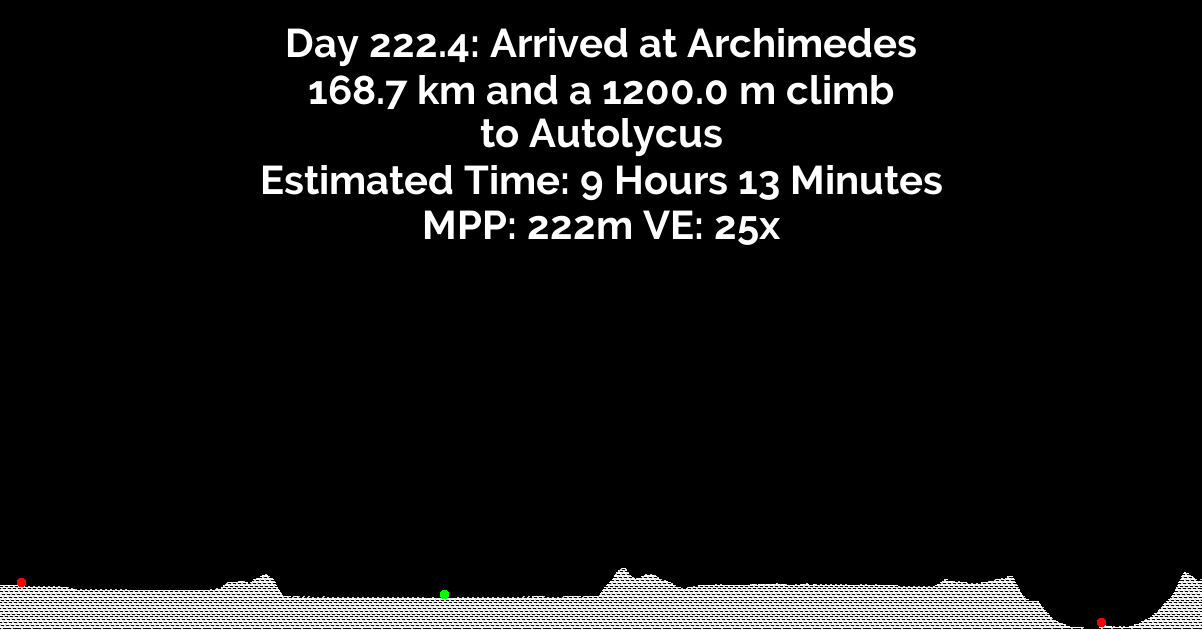 Day 222.4: Arrived at Archimedes
168.7 km and a 1200.0 m climb
to Autolycus
Estimated Time: 9 Hours 13 Minutes
MPP: 222m VE: 25x